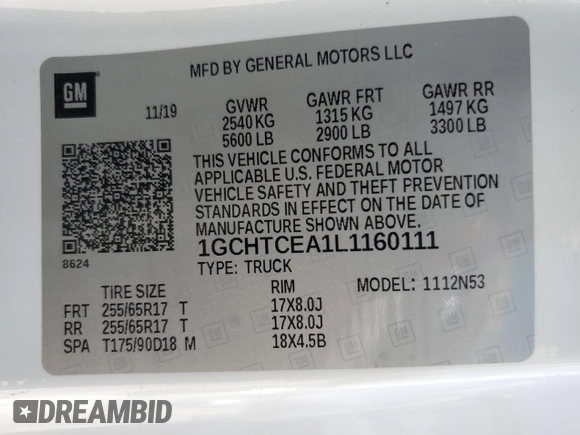 GM
MFD BY GENERAL MOTORS LLC
11/19
GVWR GAWR FRT GAWR RR
2540 KG 1315 KG 1497 KG
5600 LB 2900 LB 3300 LB
THIS VEHICLE CONFORMS TO ALL
APPLICABLE U.S. FEDERAL MOTOR
VEHICLE SAFETY AND THEFT PREVENTION
STANDARDS IN EFFECT ON THE DATE OF
MANUFACTURE SHOWN ABOVE.
8624
1GCHTCEA1L1160111
TYPE: TRUCK MODEL: 1112N53
TIRE SIZE RIM
FRT 255/65R17 T 17X8.0J
RR 255/65R17 T 17X8.0J
SPA T175/90D18 M 18X4.5B
DREAMBID